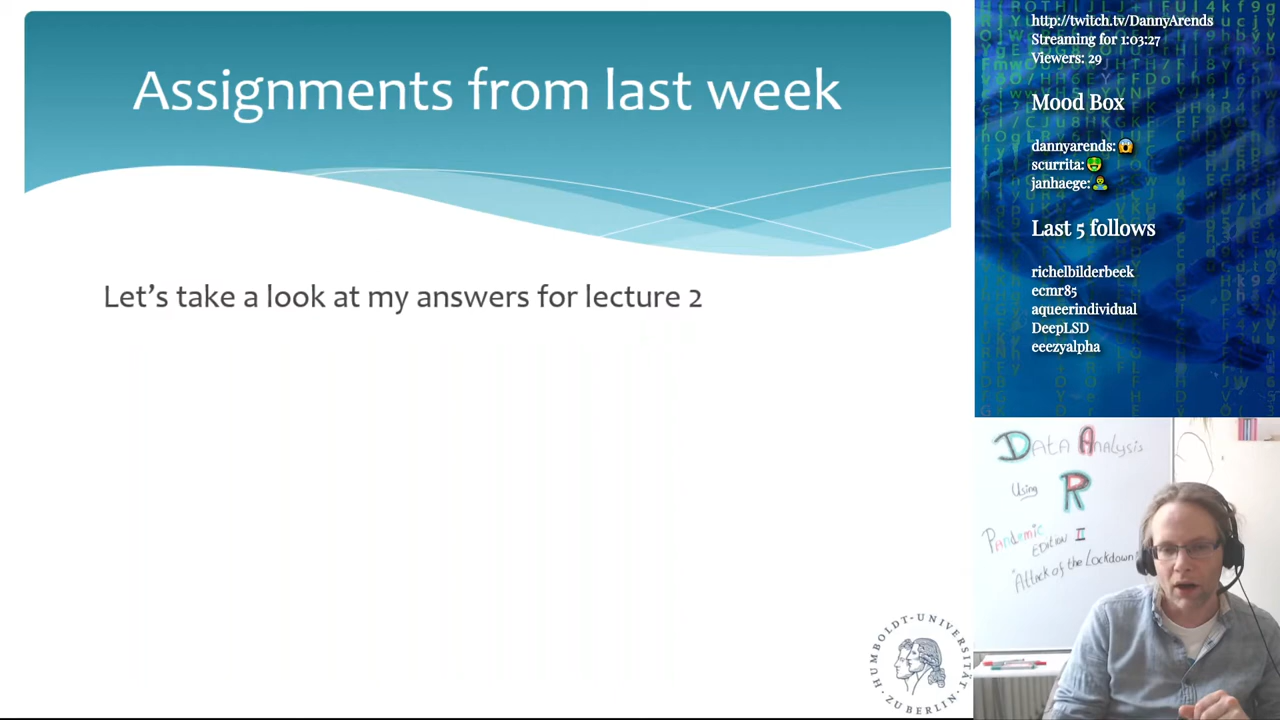 Assignments from last week
Let's take a look at my answers for lecture 2
HUMBOLDT-UNIVERSITÄT
ZU BERLIN
http://twitch.tv/DannyArends
Streaming for 1:03:27
Viewers: 29
Mood Box
dannyarends: 😱
scurrita: 🤑
janhaege:
Last 5 follows
richelbilderbeek
ecmr85
aqueerindividual
DeepLSD
eeezyalpha
Data Analysis
Using R
Pandemic
Edition II
"Attack of the Lockdown"